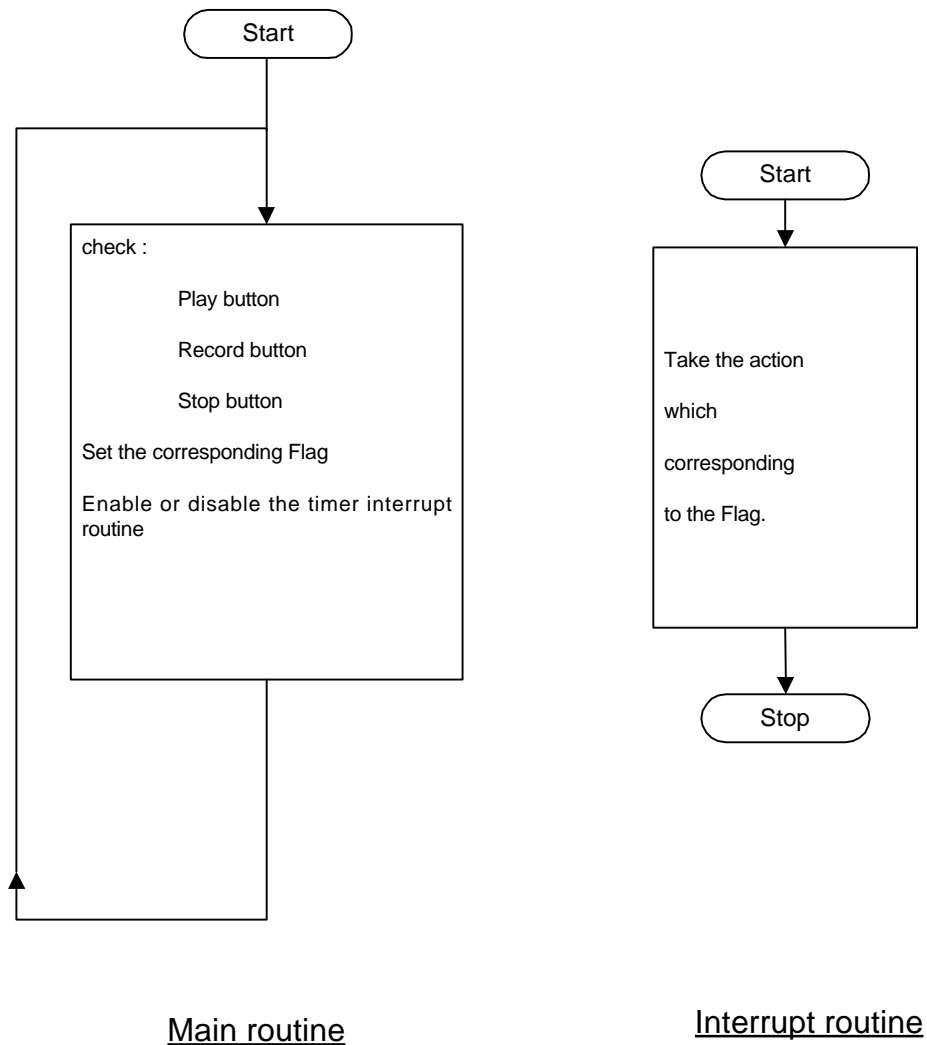 Start
check :
Play button
Record button
Stop button
Set the corresponding Flag
Enable or disable the timer interrupt
routine
Main routine
Start
Take the action
which
corresponding
to the Flag.
Stop
Interrupt routine